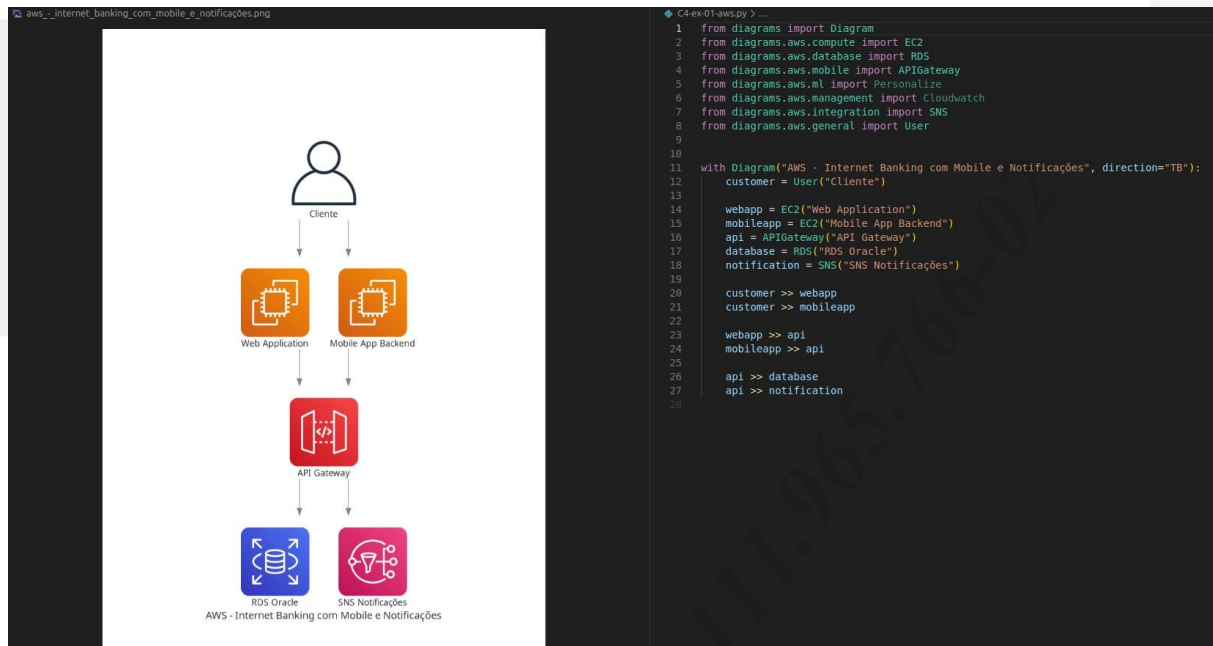 aws_-_internet_banking_com_mobile_e_notificações.png
Cliente
Web Application
Mobile App Backend
API Gateway
RDS Oracle
SNS Notificações
AWS - Internet Banking com Mobile e Notificações
C4-ex-01-aws.py > ...
1 from diagrams import Diagram
2 from diagrams.aws.compute import EC2
3 from diagrams.aws.database import RDS
4 from diagrams.aws.mobile import APIGateway
5 from diagrams.aws.ml import Personalize
6 from diagrams.aws.management import Cloudwatch
7 from diagrams.aws.integration import SNS
8 from diagrams.aws.general import User
9
10
11 with Diagram("AWS - Internet Banking com Mobile e Notificações", direction="TB"):
12     customer = User("Cliente")
13
14     webapp = EC2("Web Application")
15     mobileapp = EC2("Mobile App Backend")
16     api = APIGateway("API Gateway")
17     database = RDS("RDS Oracle")
18     notification = SNS("SNS Notificações")
19
20     customer >> webapp
21     customer >> mobileapp
22
23     webapp >> api
24     mobileapp >> api
25
26     api >> database
27     api >> notification
28
111.965.766-02